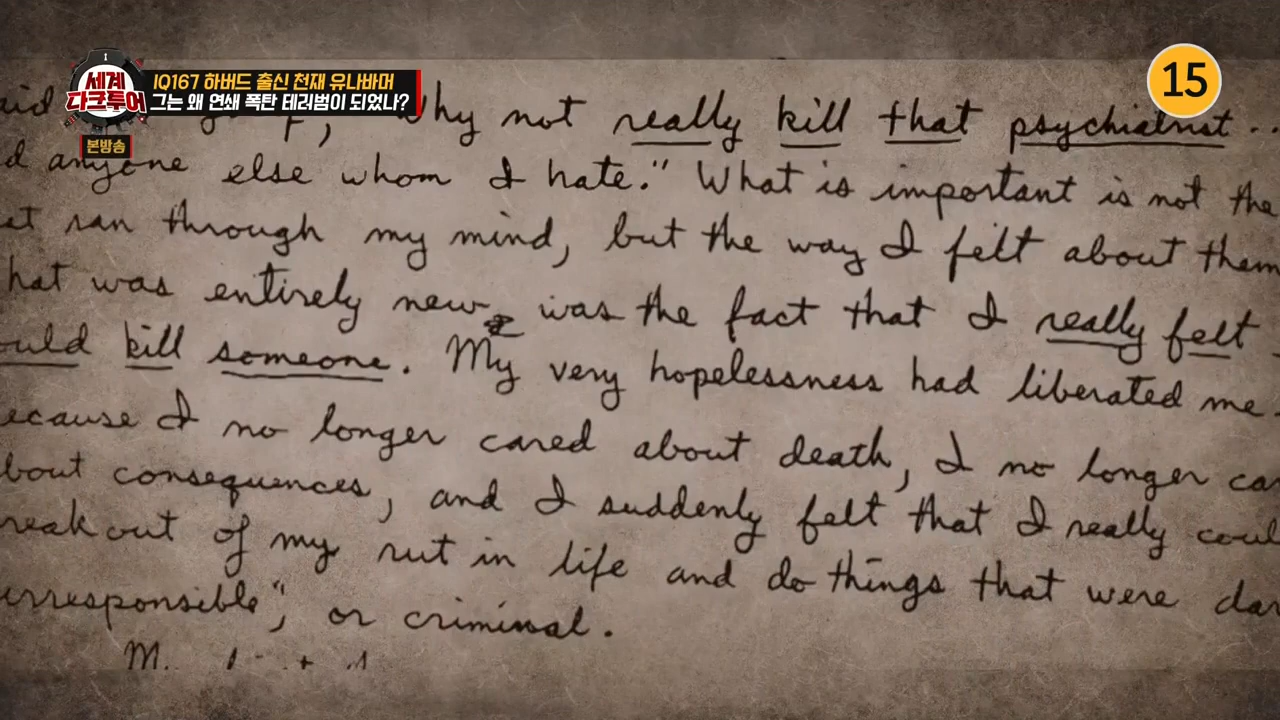 세계
다크투어
본방송
IQ167 하버드 출신 천재 유나바머
그는 왜 연쇄 폭탄 테러범이 되었나?
15
why not really kill that psychiatrist..
d anyone else whom I hate." What is important is not the
at ran through my mind, but the way I felt about them
hat was entirely new was the fact that I really felt
ould kill someone. My very hopelessness had liberated me
ecause I no longer cared about death, I no longer ca
bout consequences, and I suddenly felt that I really coul
reak out of my rut in life and do things that were da
irresponsible", or criminal.